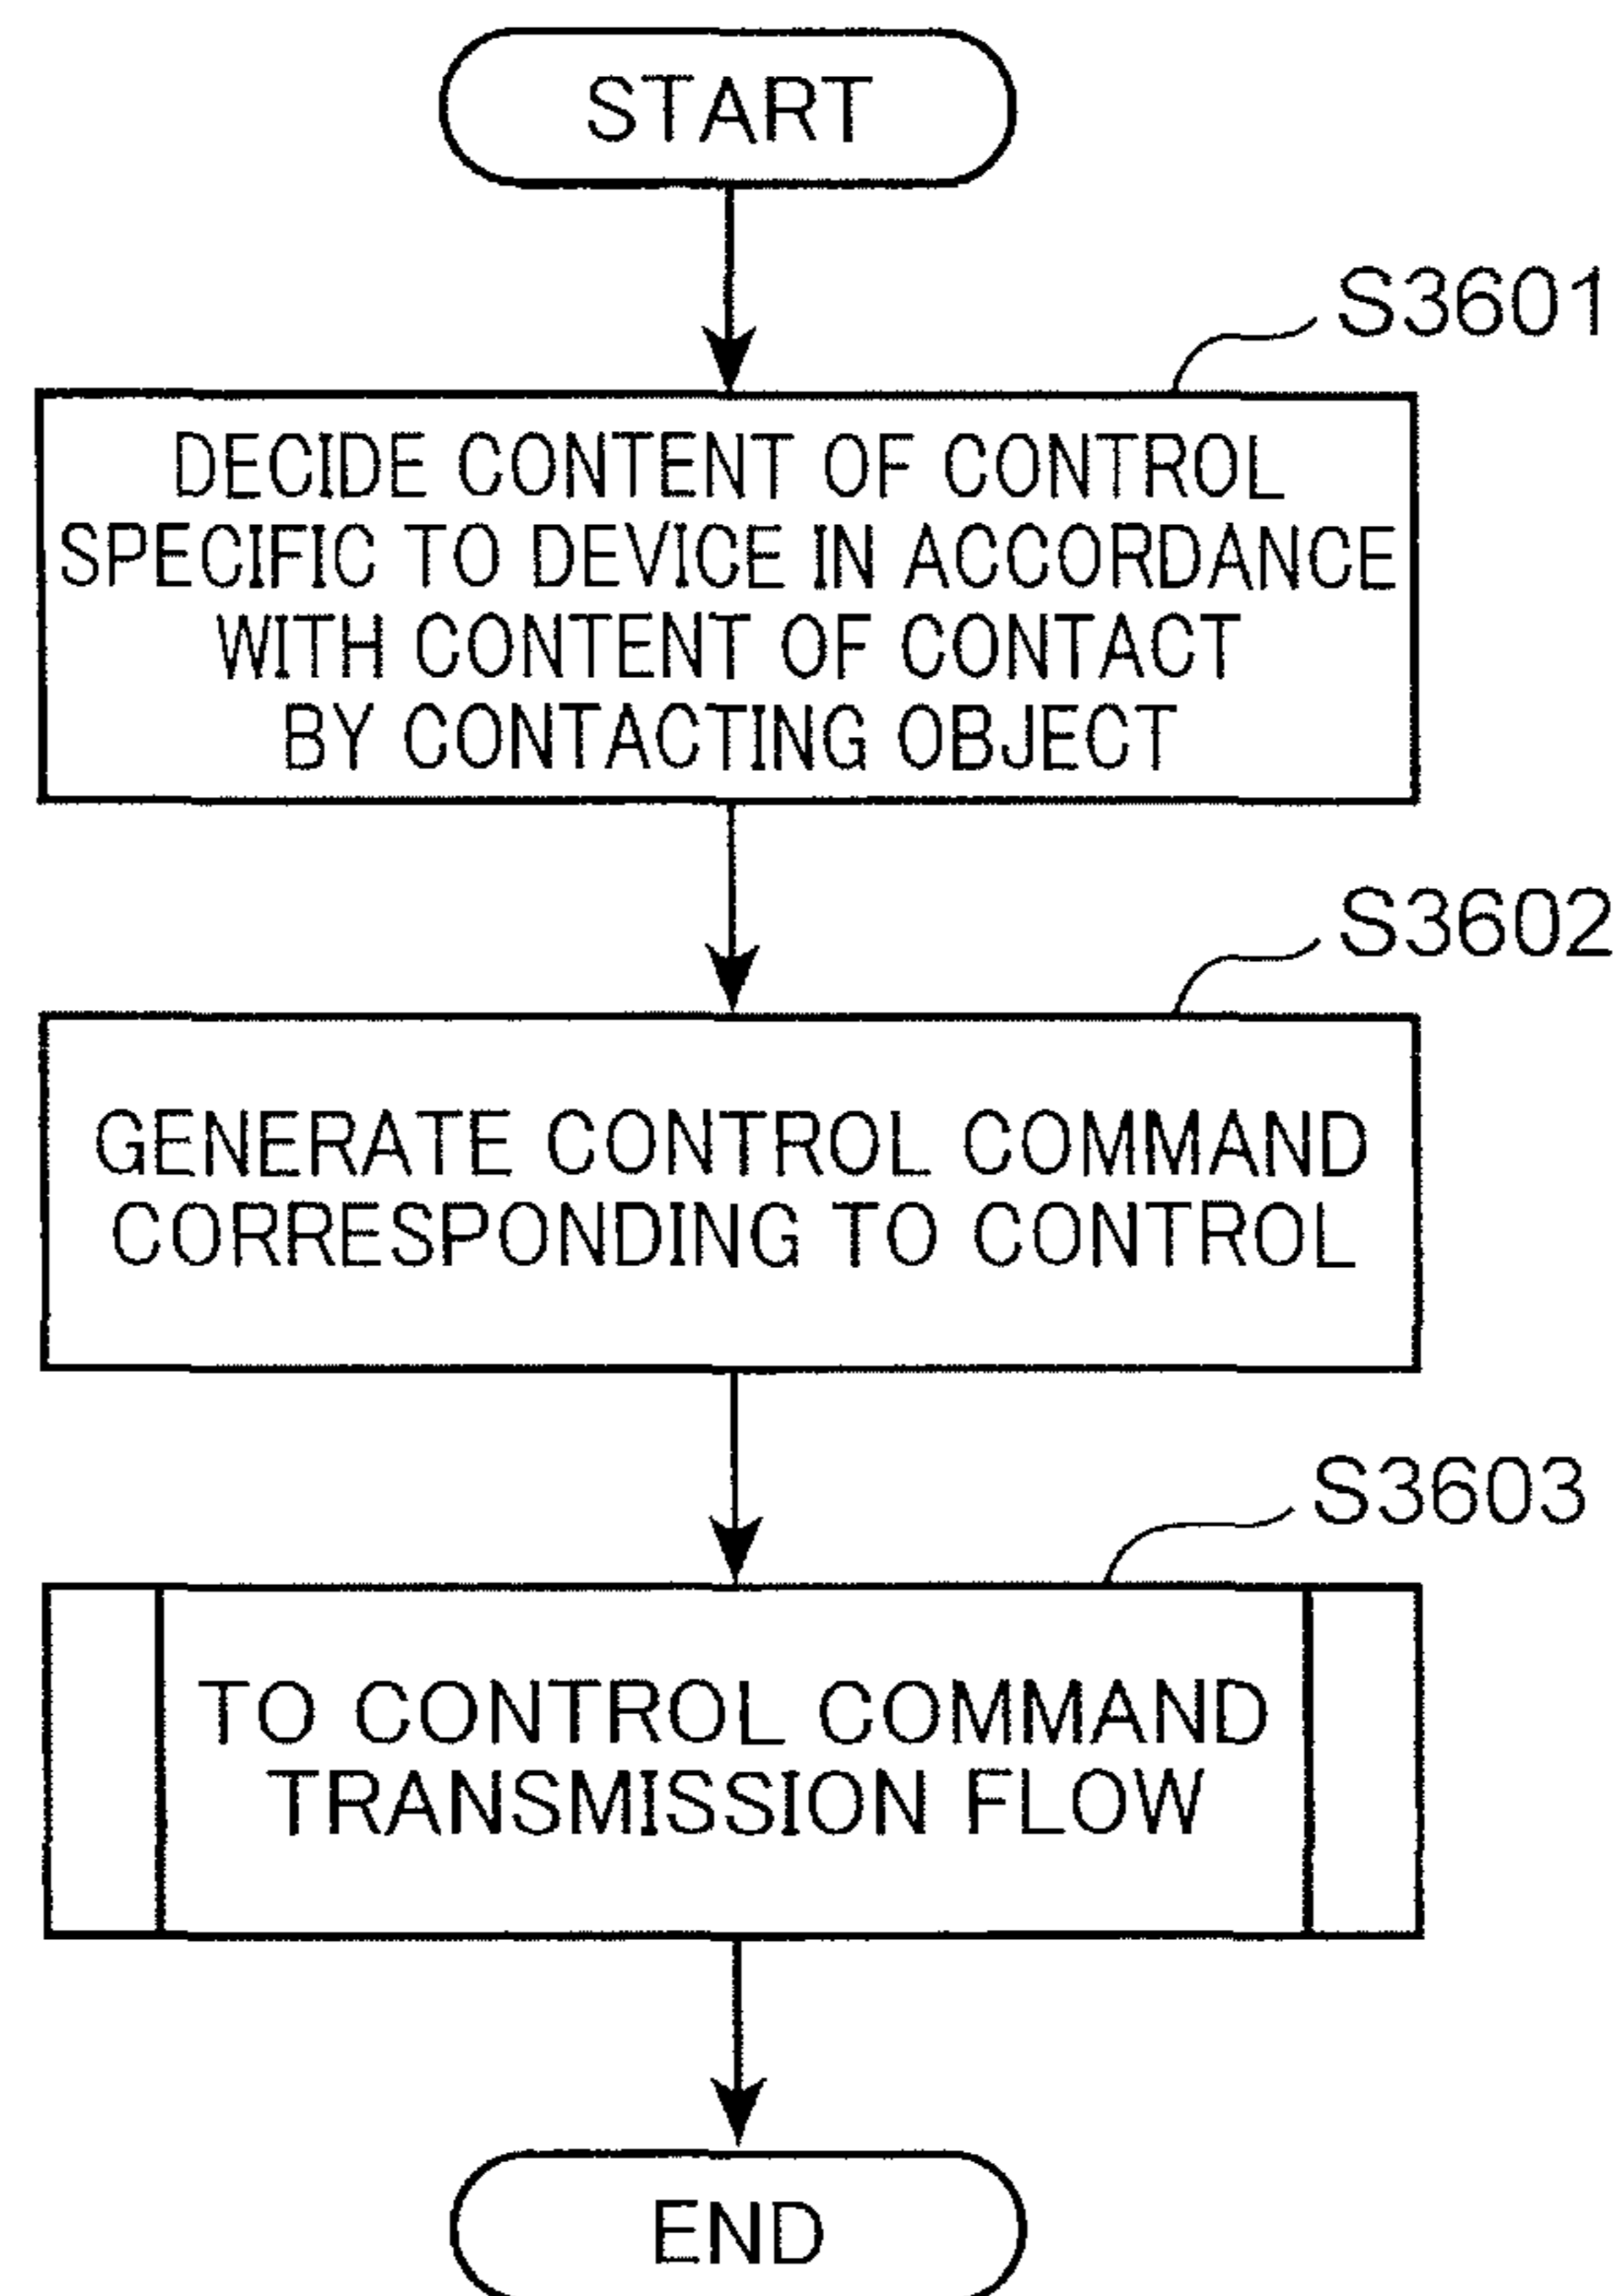 START
S3601
DECIDE CONTENT OF CONTROL
SPECIFIC TO DEVICE IN ACCORDANCE
WITH CONTENT OF CONTACT
BY CONTACTING OBJECT
S3602
GENERATE CONTROL COMMAND
CORRESPONDING TO CONTROL
S3603
TO CONTROL COMMAND
TRANSMISSION FLOW
END